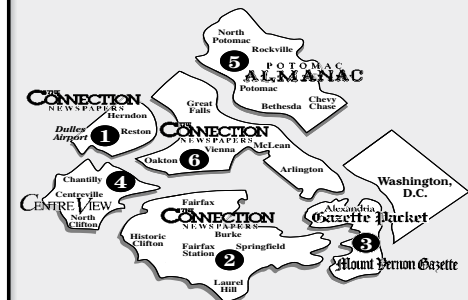 North
Potomac
Rockville
5
POTOMAC
ALMANAC
Potomac
Bethesda
Chevy
Chase
THE
CONNECTION
NEWSPAPERS
Herndon
Dulles
Airport
1
Reston
Great
Falls
THE
CONNECTION
NEWSPAPERS
Vienna
McLean
Oakton
6
Arlington
Chantilly
4
Centreville
CENTRE VIEW
North
Clifton
Washington,
D.C.
Fairfax
THE
CONNECTION
NEWSPAPERS
Burke
Historic
Clifton
Fairfax
Station
Springfield
2
Laurel
Hill
Alexandria
Gazette Packet
3
Mount Vernon Gazette